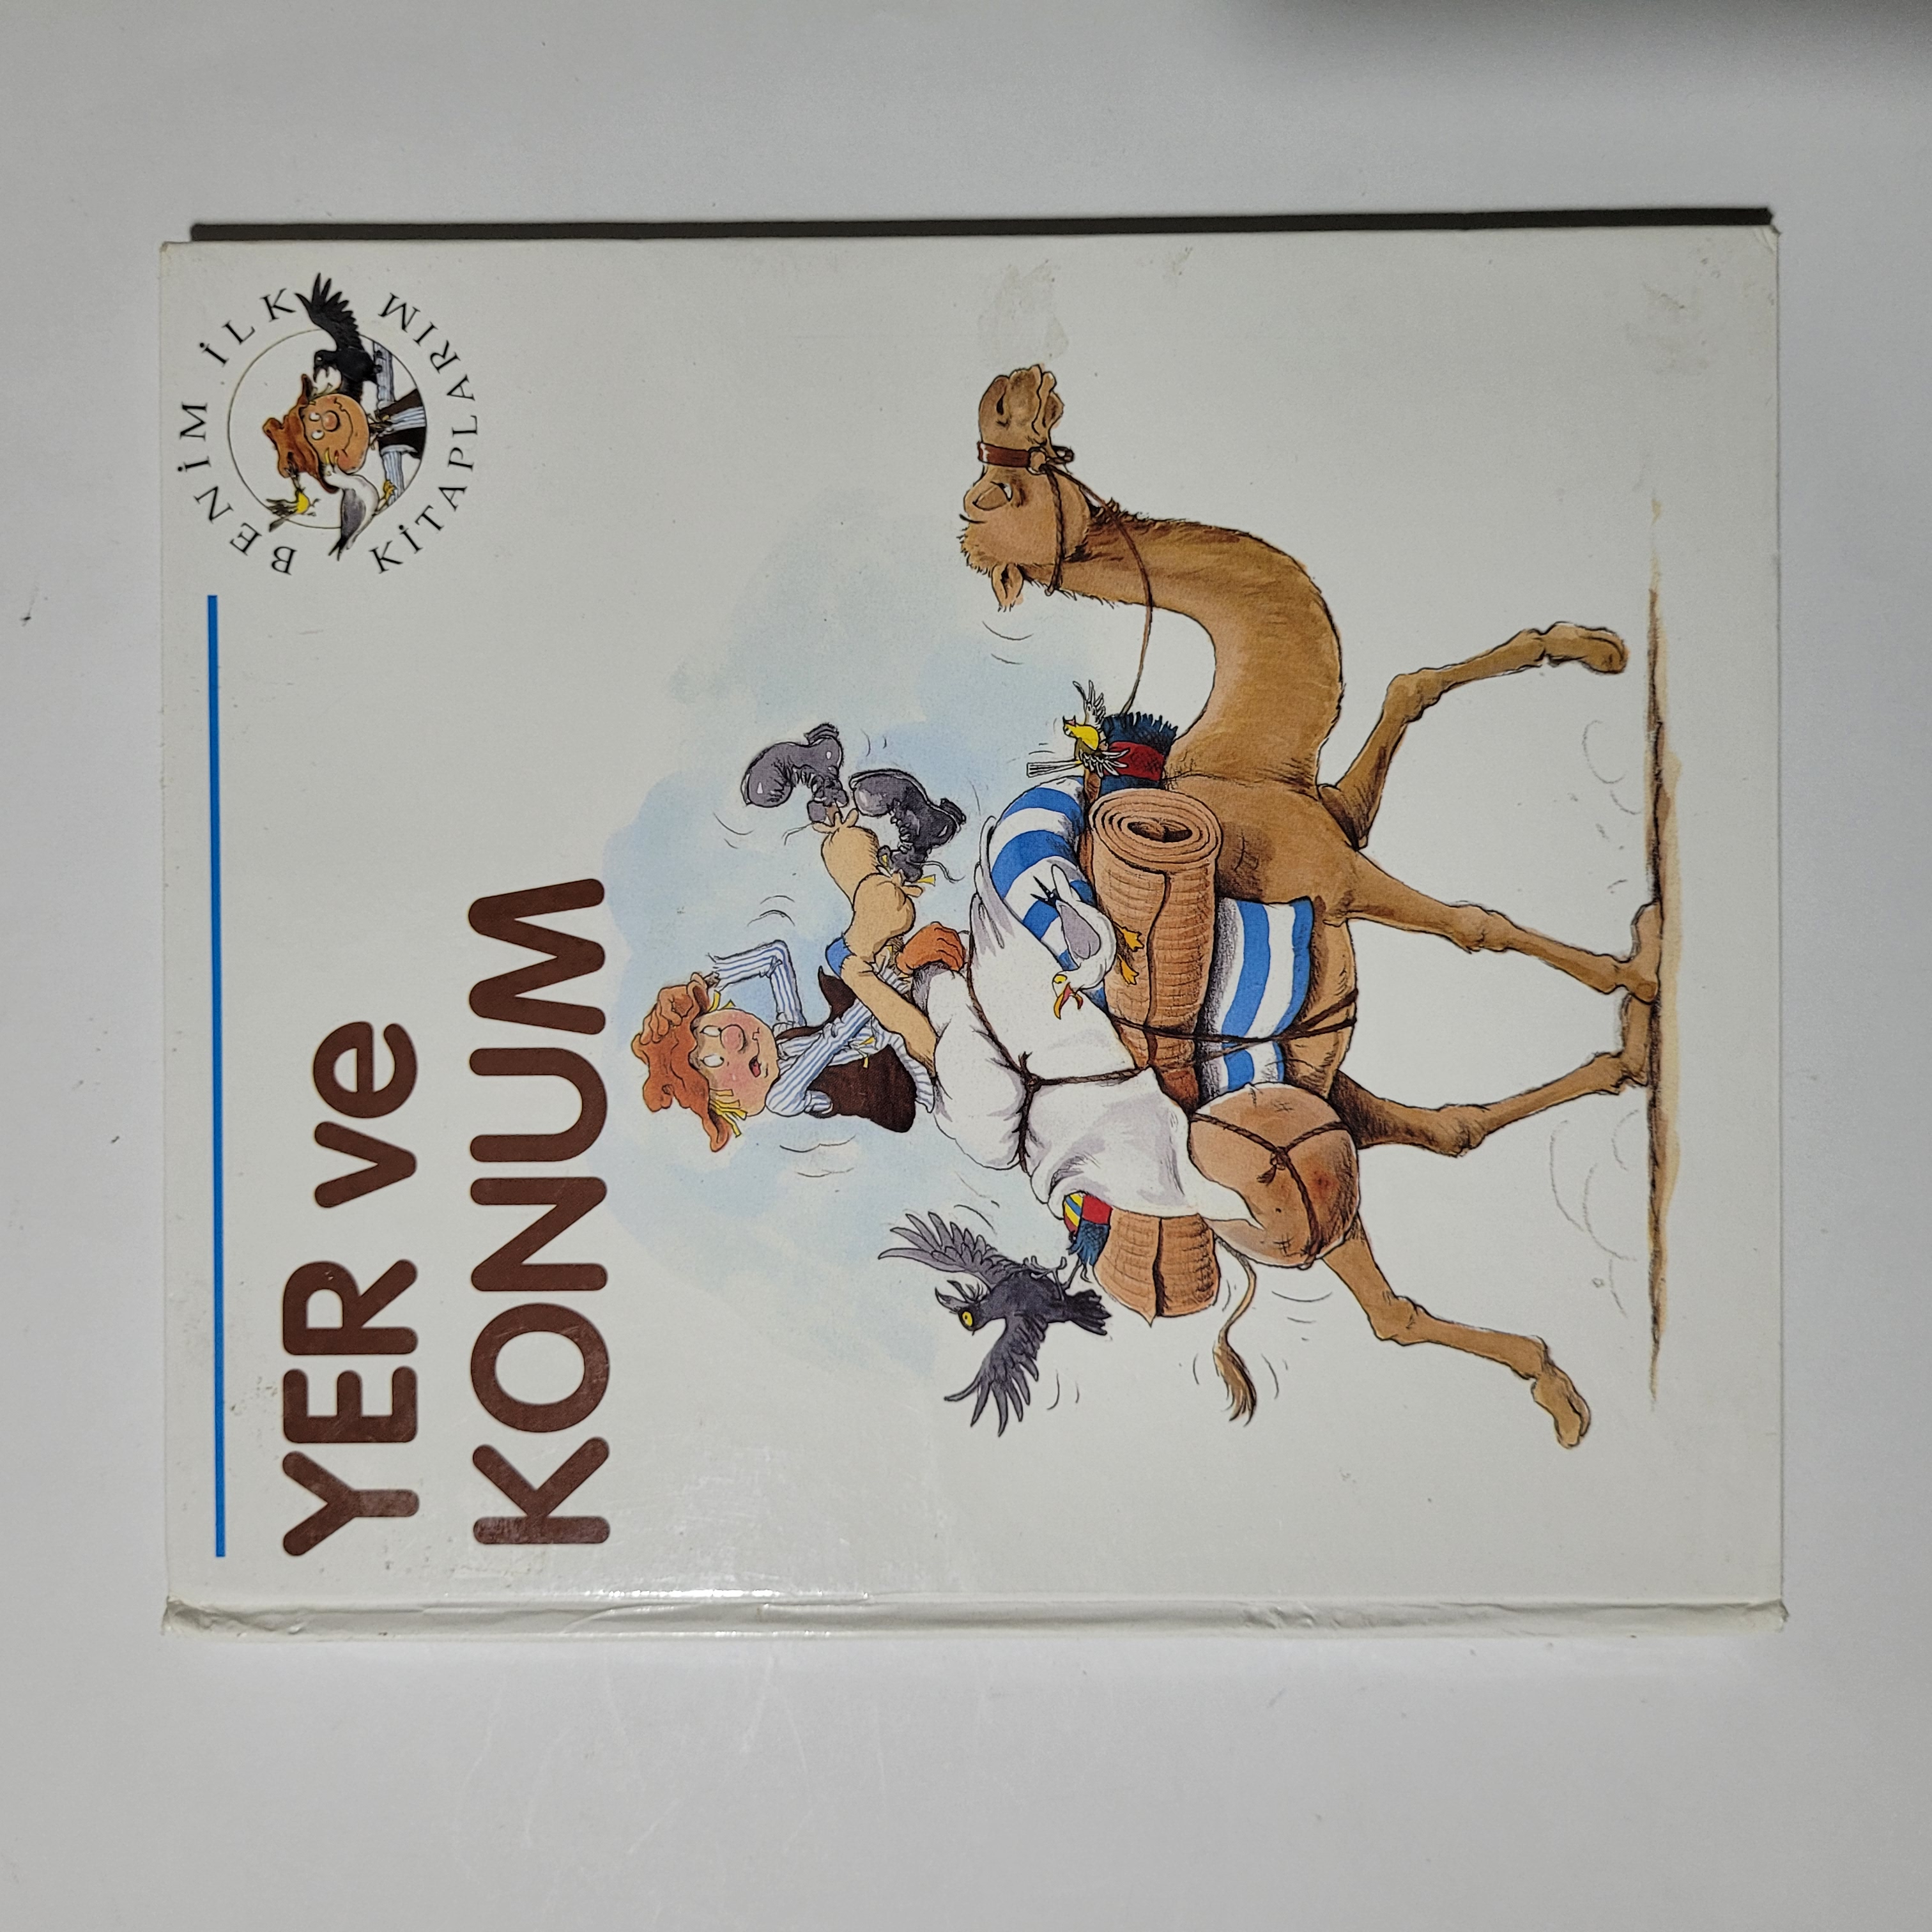 BENİM İLK
KİTAPLARIM
YER ve
KONUM